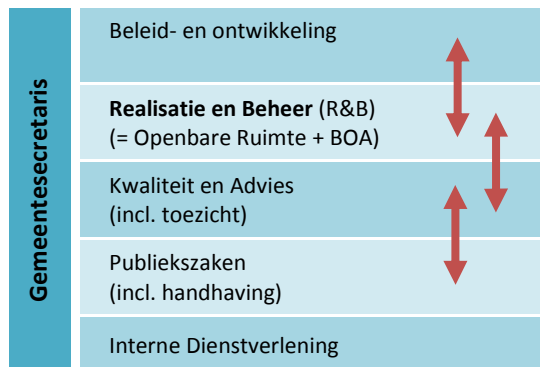 Gemeentesecretaris
Beleid- en ontwikkeling
Realisatie en Beheer (R&B)
(= Openbare Ruimte + BOA)
Kwaliteit en Advies
(incl. toezicht)
Publiekszaken
(incl. handhaving)
Interne Dienstverlening